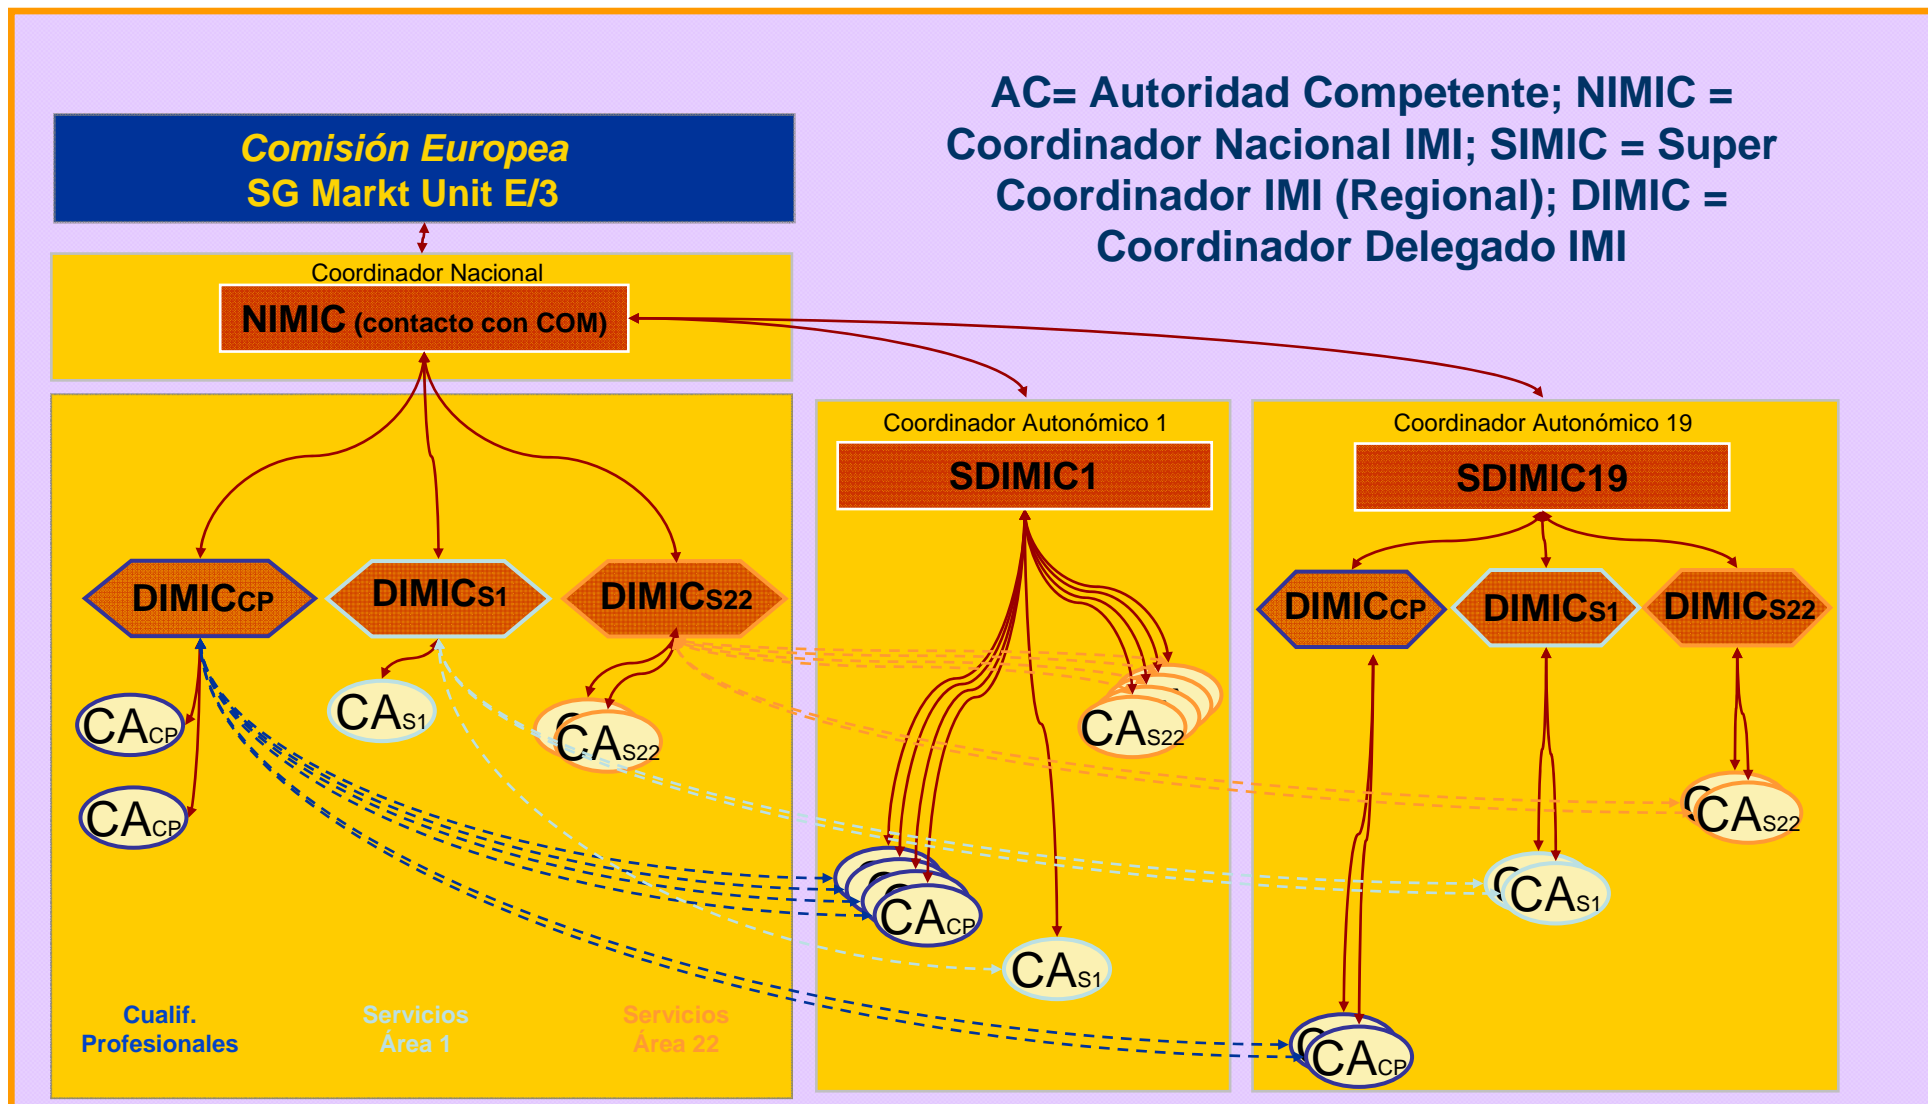 AC= Autoridad Competente; NIMIC =
Coordinador Nacional IMI; SIMIC = Super
Coordinador IMI (Regional); DIMIC =
Coordinador Delegado IMI
Comisión Europea
SG Markt Unit E/3
Coordinador Nacional
NIMIC (contacto con COM)
Coordinador Autonómico 1
SDIMIC1
Coordinador Autonómico 19
SDIMIC19
DIMICCP
DIMICS1
DIMICS22
DIMICCP
DIMICS1
DIMICS22
CACP
CAS1
CAS22
CACP
CAS22
CAS22
CACP
CAS1
CAS1
CACP
Cualif.
Profesionales
Servicios
Área 1
Servicios
Área 22